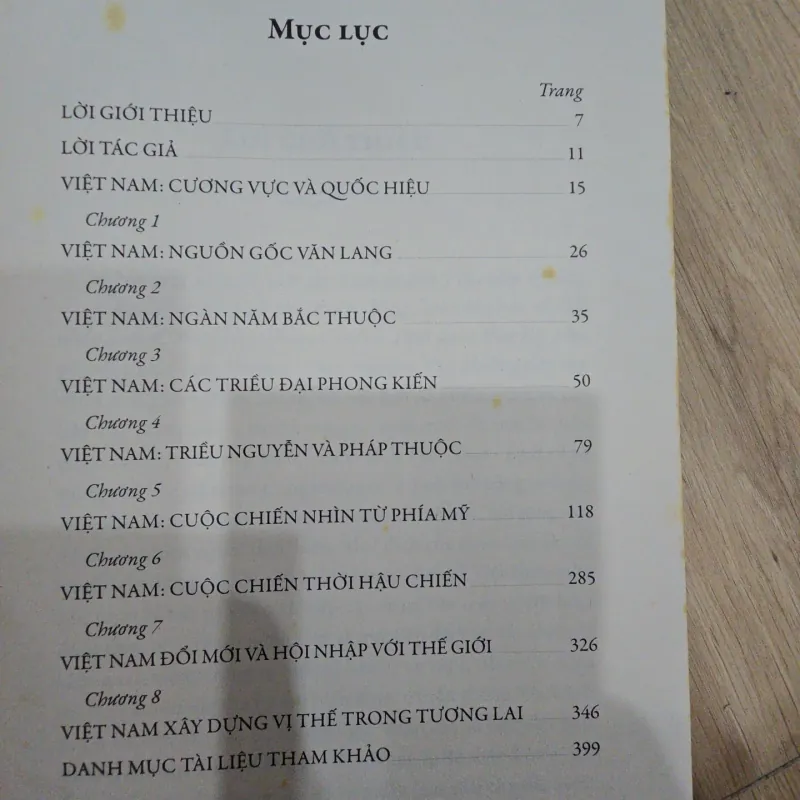 MỤC LỤC
Trang
LỜI GIỚI THIỆU 7
LỜI TÁC GIẢ 11
VIỆT NAM: CƯƠNG VỰC VÀ QUỐC HIỆU 15
Chương 1
VIỆT NAM: NGUỒN GỐC VĂN LANG 26
Chương 2
VIỆT NAM: NGÀN NĂM BẮC THUỘC 35
Chương 3
VIỆT NAM: CÁC TRIỀU ĐẠI PHONG KIẾN 50
Chương 4
VIỆT NAM: TRIỀU NGUYỄN VÀ PHÁP THUỘC 79
Chương 5
VIỆT NAM: CUỘC CHIẾN NHÌN TỪ PHÍA MỸ 118
Chương 6
VIỆT NAM: CUỘC CHIẾN THỜI HẬU CHIẾN 285
Chương 7
VIỆT NAM ĐỔI MỚI VÀ HỘI NHẬP VỚI THẾ GIỚI 326
Chương 8
VIỆT NAM XÂY DỰNG VỊ THẾ TRONG TƯƠNG LAI 346
DANH MỤC TÀI LIỆU THAM KHẢO 399